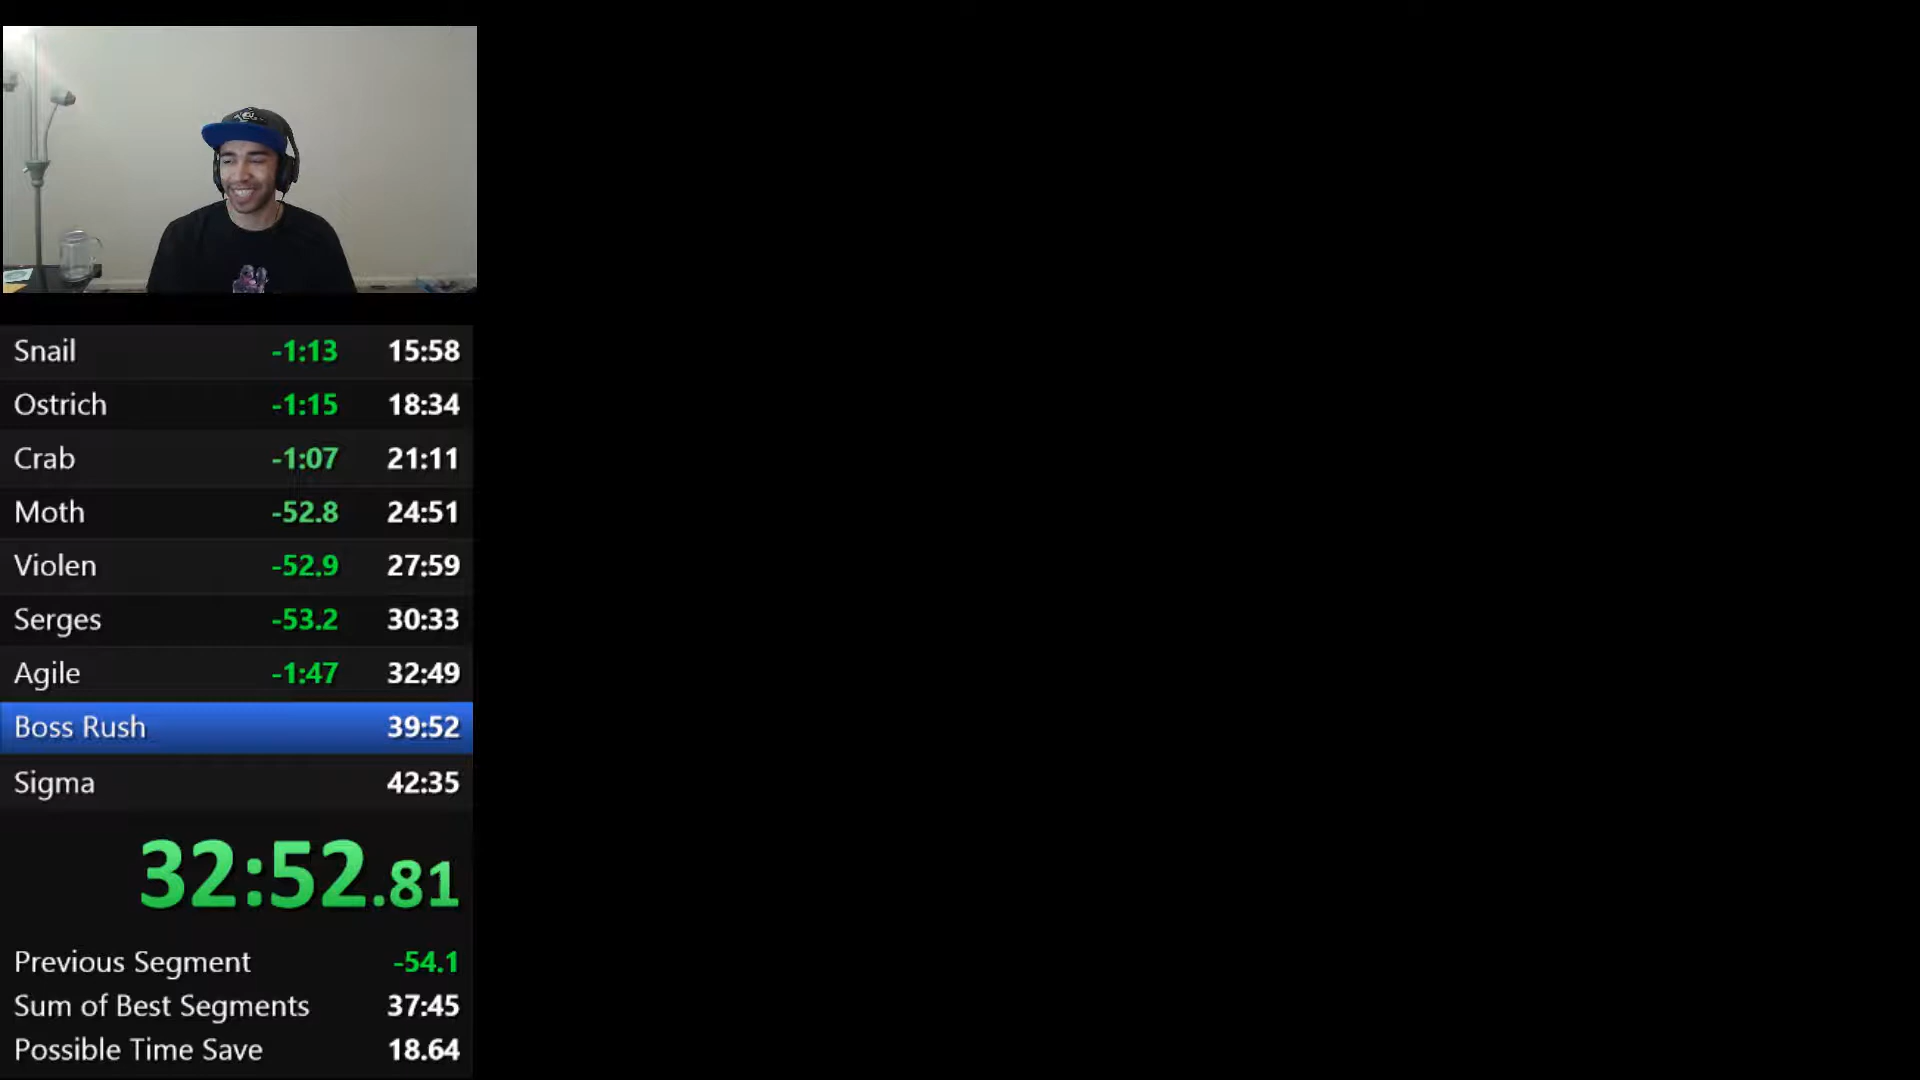 Snail -1:13 15:58
Ostrich -1:15 18:34
Crab -1:07 21:11
Moth -52.8 24:51
Violen -52.9 27:59
Serges -53.2 30:33
Agile -1:47 32:49
Boss Rush 39:52
Sigma 42:35
32:52.81
Previous Segment -54.1
Sum of Best Segments 37:45
Possible Time Save 18.64